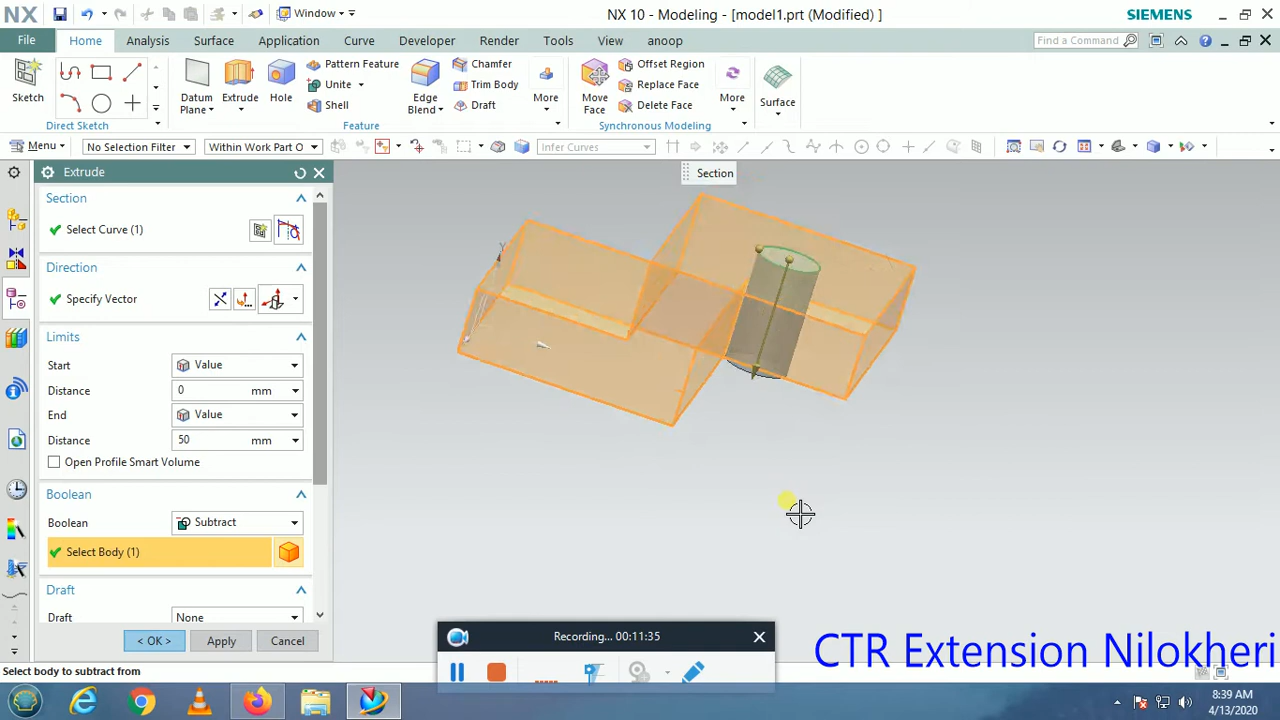 NX
Window
NX 10 - Modeling - [model1.prt (Modified) ]
SIEMENS
File
Home
Analysis
Surface
Application
Curve
Developer
Render
Tools
View
anoop
Find a Command
Sketch
Direct Sketch
Datum
Plane
Extrude
Hole
Pattern Feature
Unite
Shell
Edge
Blend
Chamfer
Trim Body
Draft
More
Feature
Move
Face
Offset Region
Replace Face
Delete Face
More
Synchronous Modeling
Surface
Menu
No Selection Filter
Within Work Part O
Infer Curves
Extrude
Section
Section
Select Curve (1)
Direction
Specify Vector
Limits
Start
Value
Distance
0
mm
End
Value
Distance
50
mm
Open Profile Smart Volume
Boolean
Boolean
Subtract
Select Body (1)
Draft
Draft
None
< OK >
Apply
Cancel
Y
Select body to subtract from
Recording... 00:11:35
CTR Extension Nilokheri
8:39 AM
4/13/2020